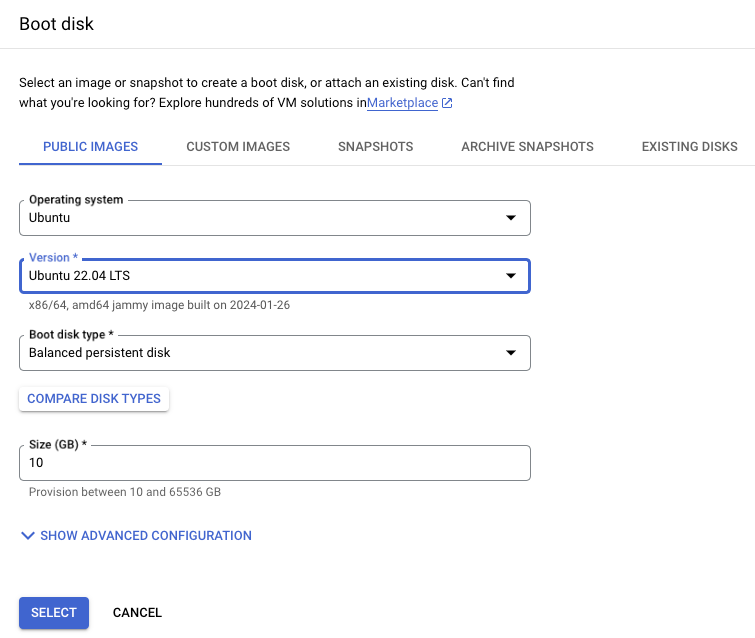 Boot disk
Select an image or snapshot to create a boot disk, or attach an existing disk. Can't find
what you're looking for? Explore hundreds of VM solutions inMarketplace
PUBLIC IMAGES CUSTOM IMAGES SNAPSHOTS ARCHIVE SNAPSHOTS EXISTING DISKS
Operating system
Ubuntu
Version *
Ubuntu 22.04 LTS
x86/64, amd64 jammy image built on 2024-01-26
Boot disk type *
Balanced persistent disk
COMPARE DISK TYPES
Size (GB) *
10
Provision between 10 and 65536 GB
SHOW ADVANCED CONFIGURATION
SELECT CANCEL